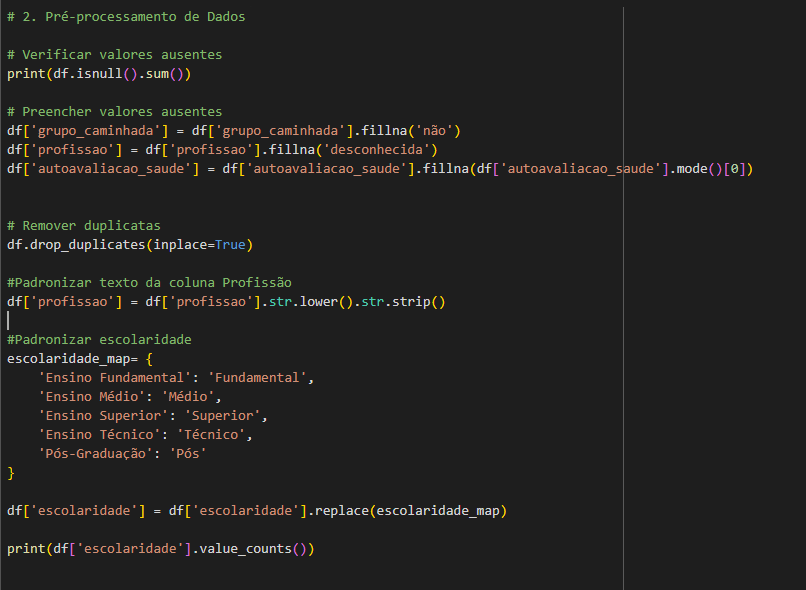 # 2. Pré-processamento de Dados
# Verificar valores ausentes
print(df.isnull().sum())
# Preencher valores ausentes
df['grupo_caminhada'] = df['grupo_caminhada'].fillna('não')
df['profissao'] = df['profissao'].fillna('desconhecida')
df['autoavaliacao_saude'] = df['autoavaliacao_saude'].fillna(df['autoavaliacao_saude'].mode()[0])
# Remover duplicatas
df.drop_duplicates(inplace=True)
#Padronizar texto da coluna Profissão
df['profissao'] = df['profissao'].str.lower().str.strip()
#Padronizar escolaridade
escolaridade_map= {
    'Ensino Fundamental': 'Fundamental',
    'Ensino Médio': 'Médio',
    'Ensino Superior': 'Superior',
    'Ensino Técnico': 'Técnico',
    'Pós-Graduação': 'Pós'
}
df['escolaridade'] = df['escolaridade'].replace(escolaridade_map)
print(df['escolaridade'].value_counts())